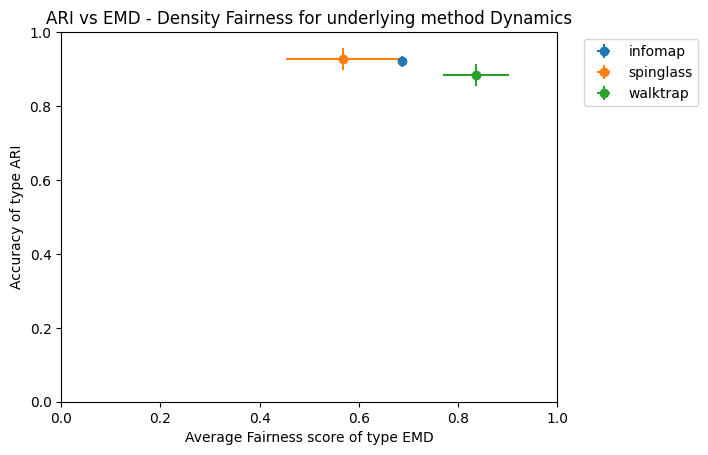 ARI vs EMD - Density Fairness for underlying method Dynamics
infomap
spinglass
walktrap
Accuracy of type ARI
1.0
0.8
0.6
0.4
0.2
0.0
0.0 0.2 0.4 0.6 0.8 1.0
Average Fairness score of type EMD